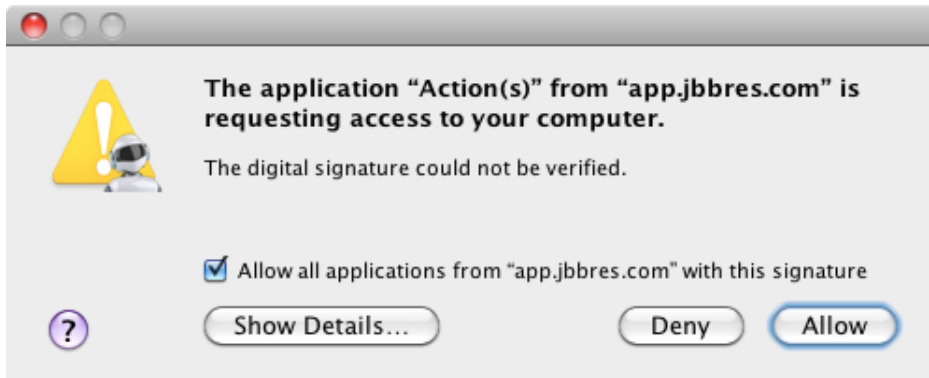 The application “Action(s)” from “app.jbbres.com” is
requesting access to your computer.
The digital signature could not be verified.
Allow all applications from “app.jbbres.com” with this signature
?
Show Details...
Deny
Allow